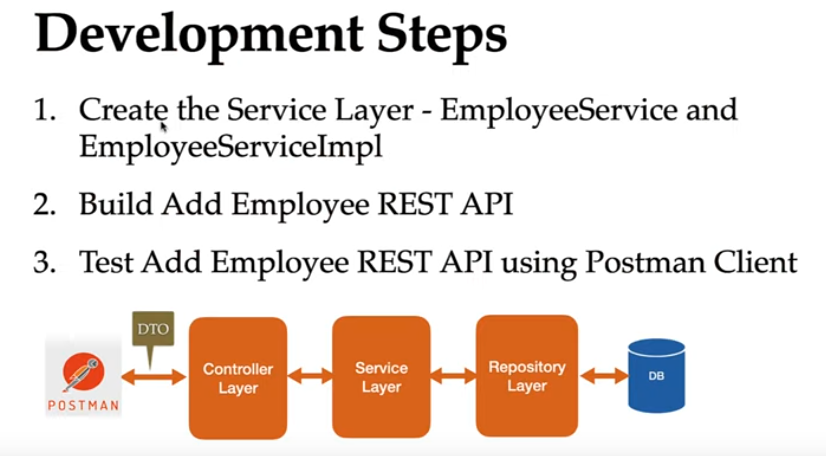 Development Steps
1. Create the Service Layer - EmployeeService and
EmployeeServiceImpl
2. Build Add Employee REST API
3. Test Add Employee REST API using Postman Client
DTO
POSTMAN
Controller
Layer
Service
Layer
Repository
Layer
DB